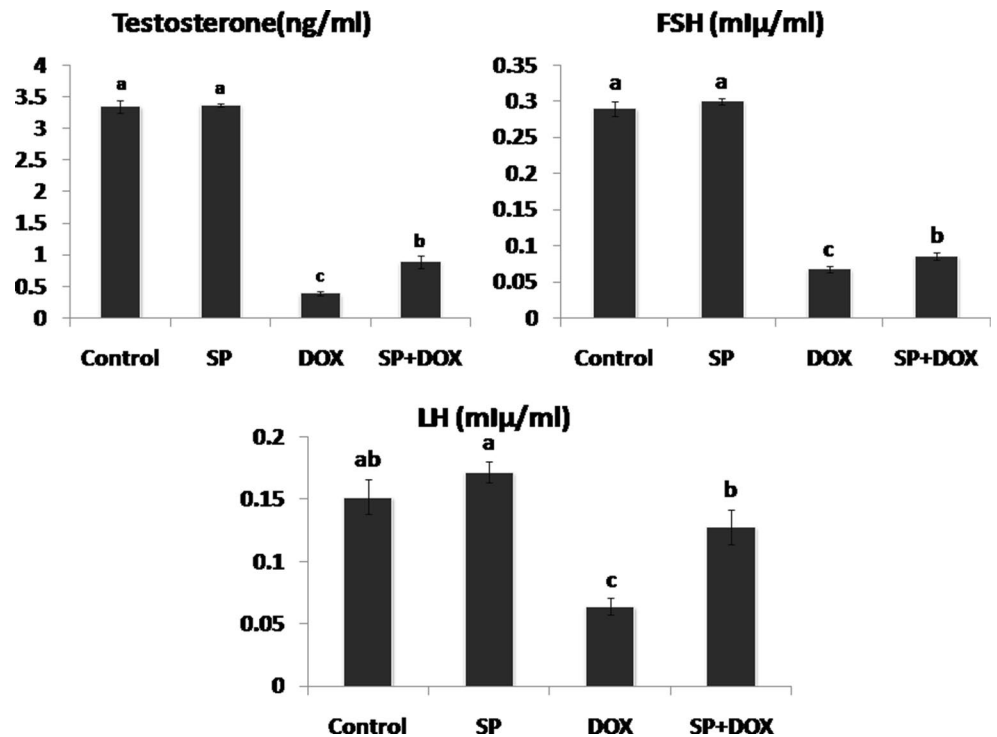 Testosterone(ng/ml)
4
3.5
3
2.5
2
1.5
1
0.5
0
a
a
c
b
Control SP DOX SP+DOX
FSH (mlµ/ml)
0.35
0.3
0.25
0.2
0.15
0.1
0.05
0
a
a
c
b
Control SP DOX SP+DOX
LH (mlµ/ml)
0.2
0.15
0.1
0.05
0
ab
a
c
b
Control SP DOX SP+DOX